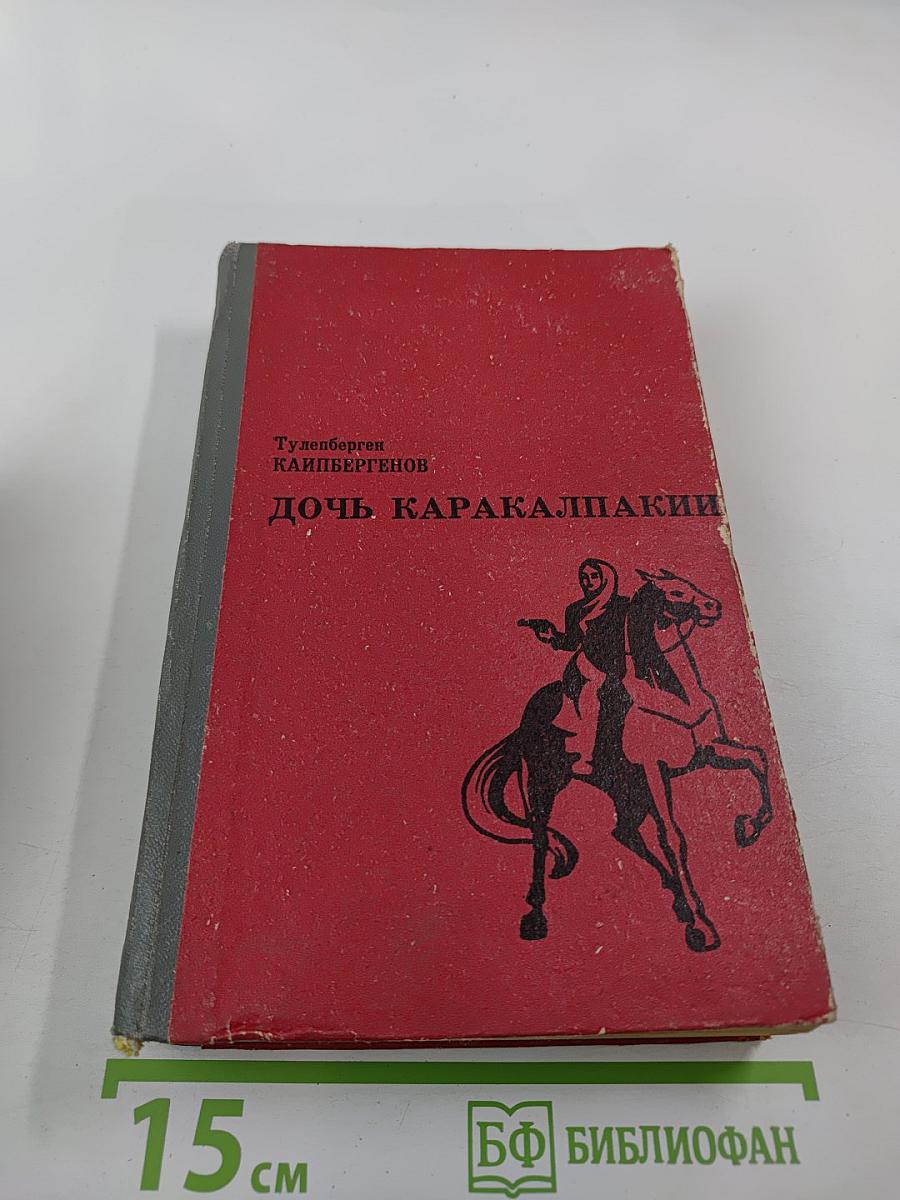 Тулепберген
КАИПБЕРГЕНОВ
ДОЧЬ КАРАКАЛПАКИИ
15 см
БФ БИБЛИОФАН